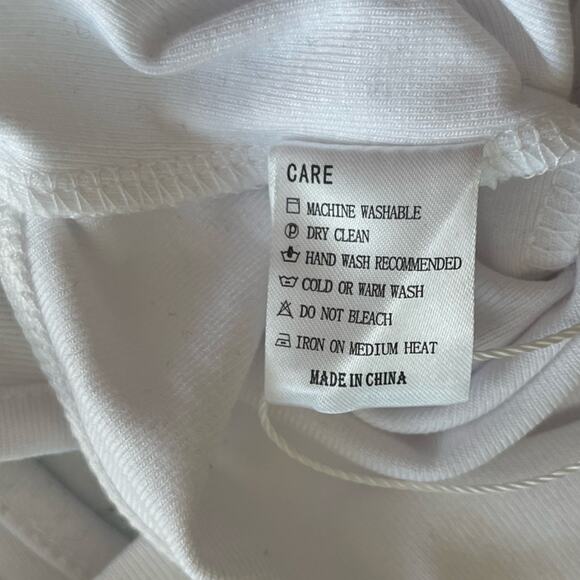 CARE
MACHINE WASHABLE
P DRY CLEAN
HAND WASH RECOMMENDED
COLD OR WARM WASH
DO NOT BLEACH
IRON ON MEDIUM HEAT
MADE IN CHINA